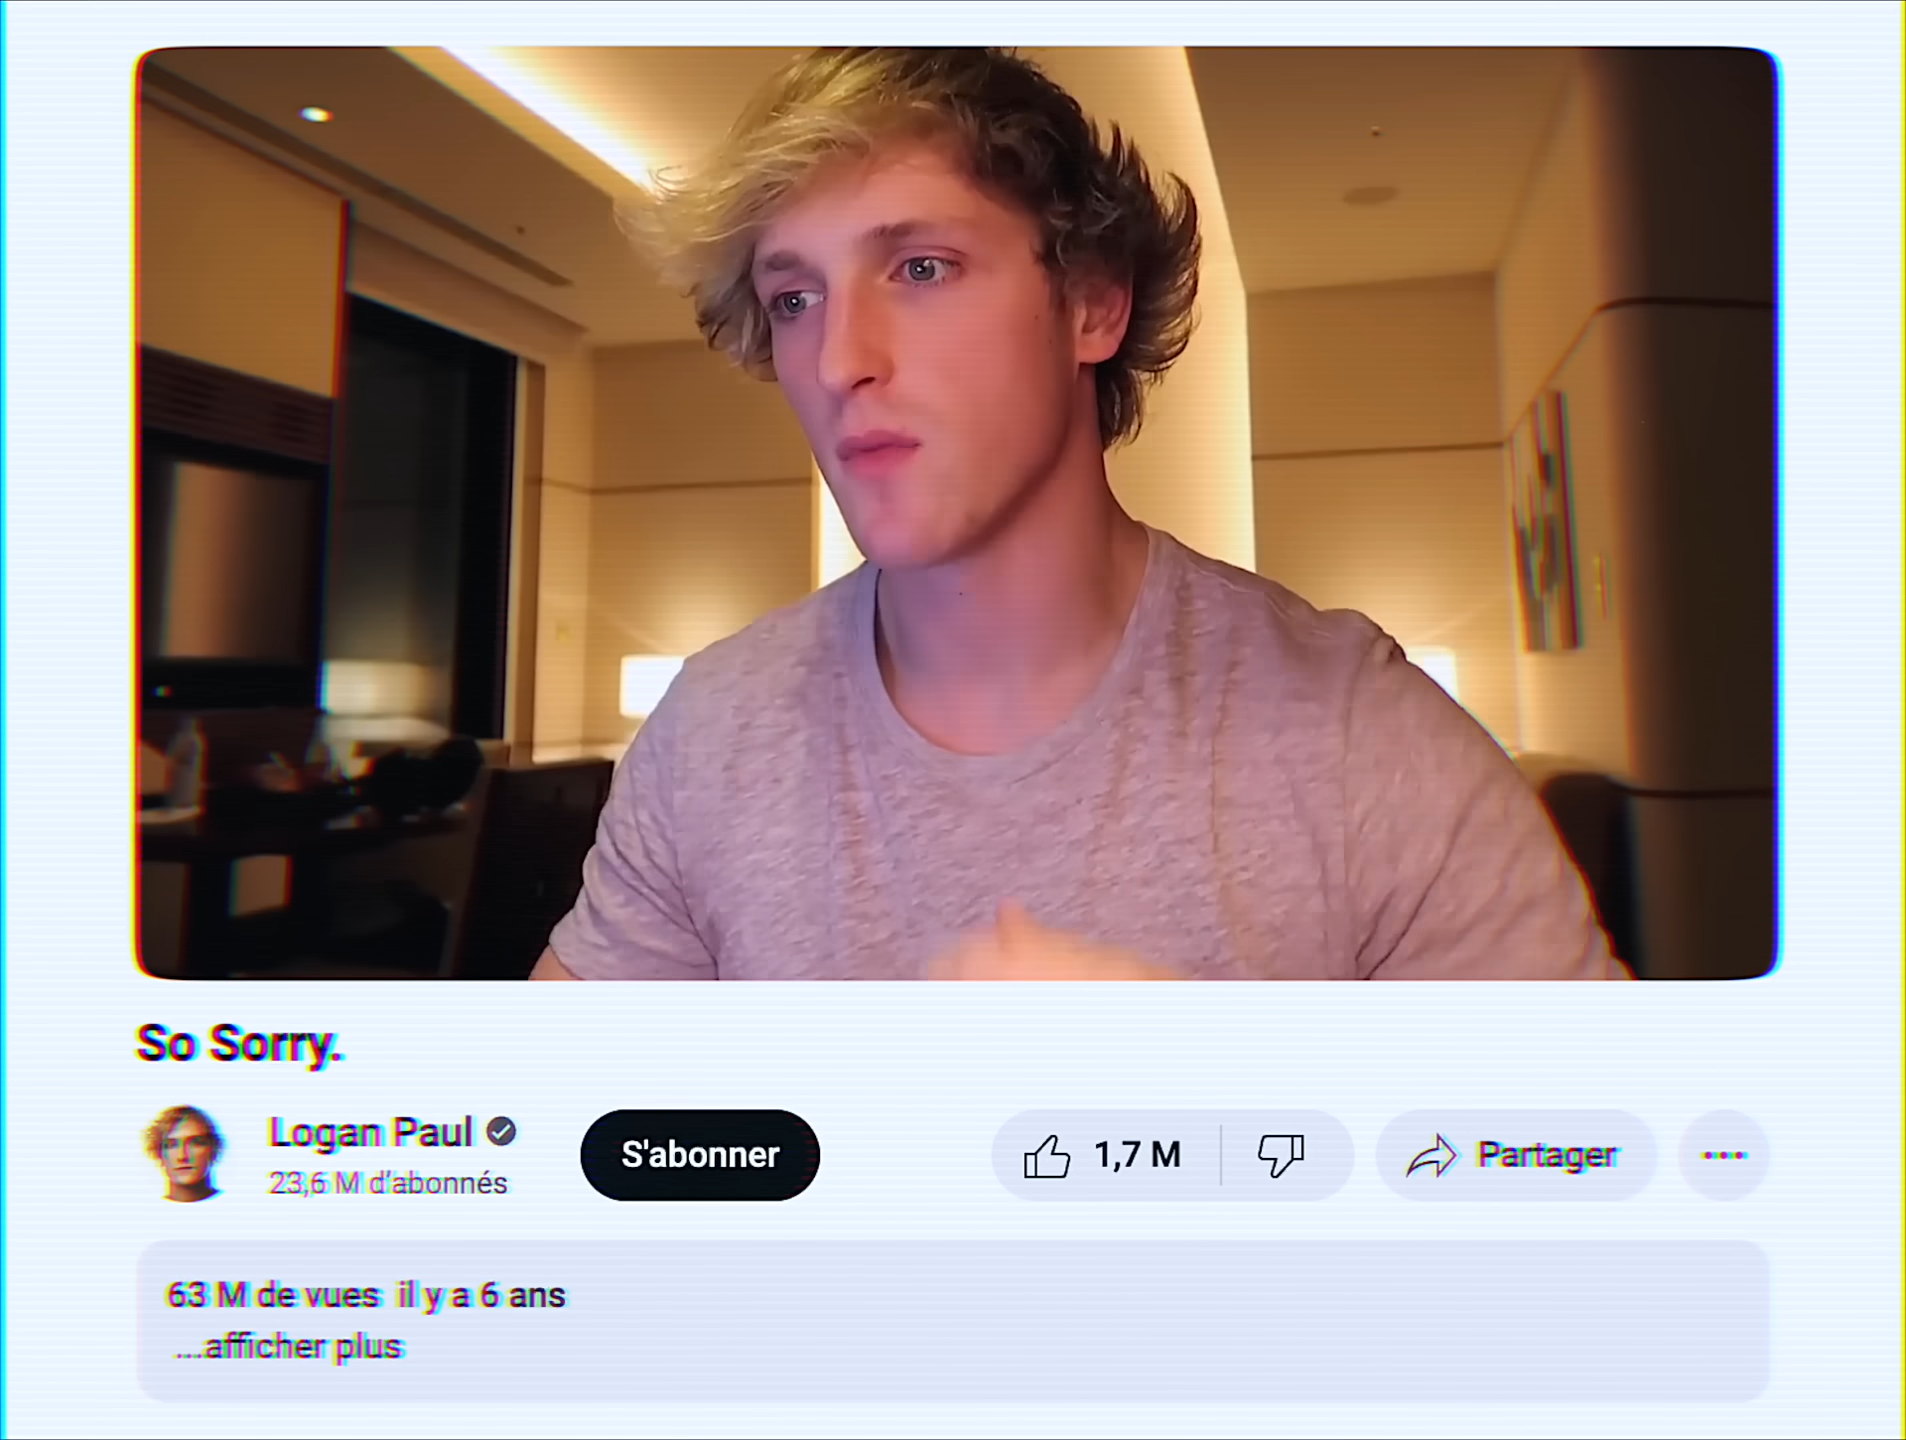 So Sorry.
Logan Paul
23,6 M d'abonnés
S'abonner
1,7 M
Partager
63 M de vues il y a 6 ans
...afficher plus